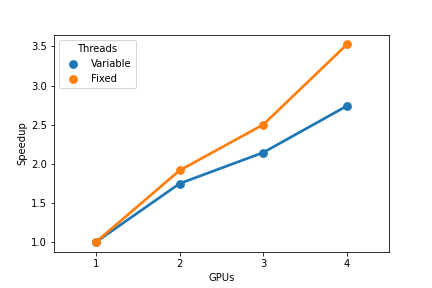 3.5
3.0
2.5
2.0
1.5
1.0
Speedup
Threads
Variable
Fixed
1 2 3 4
GPUs